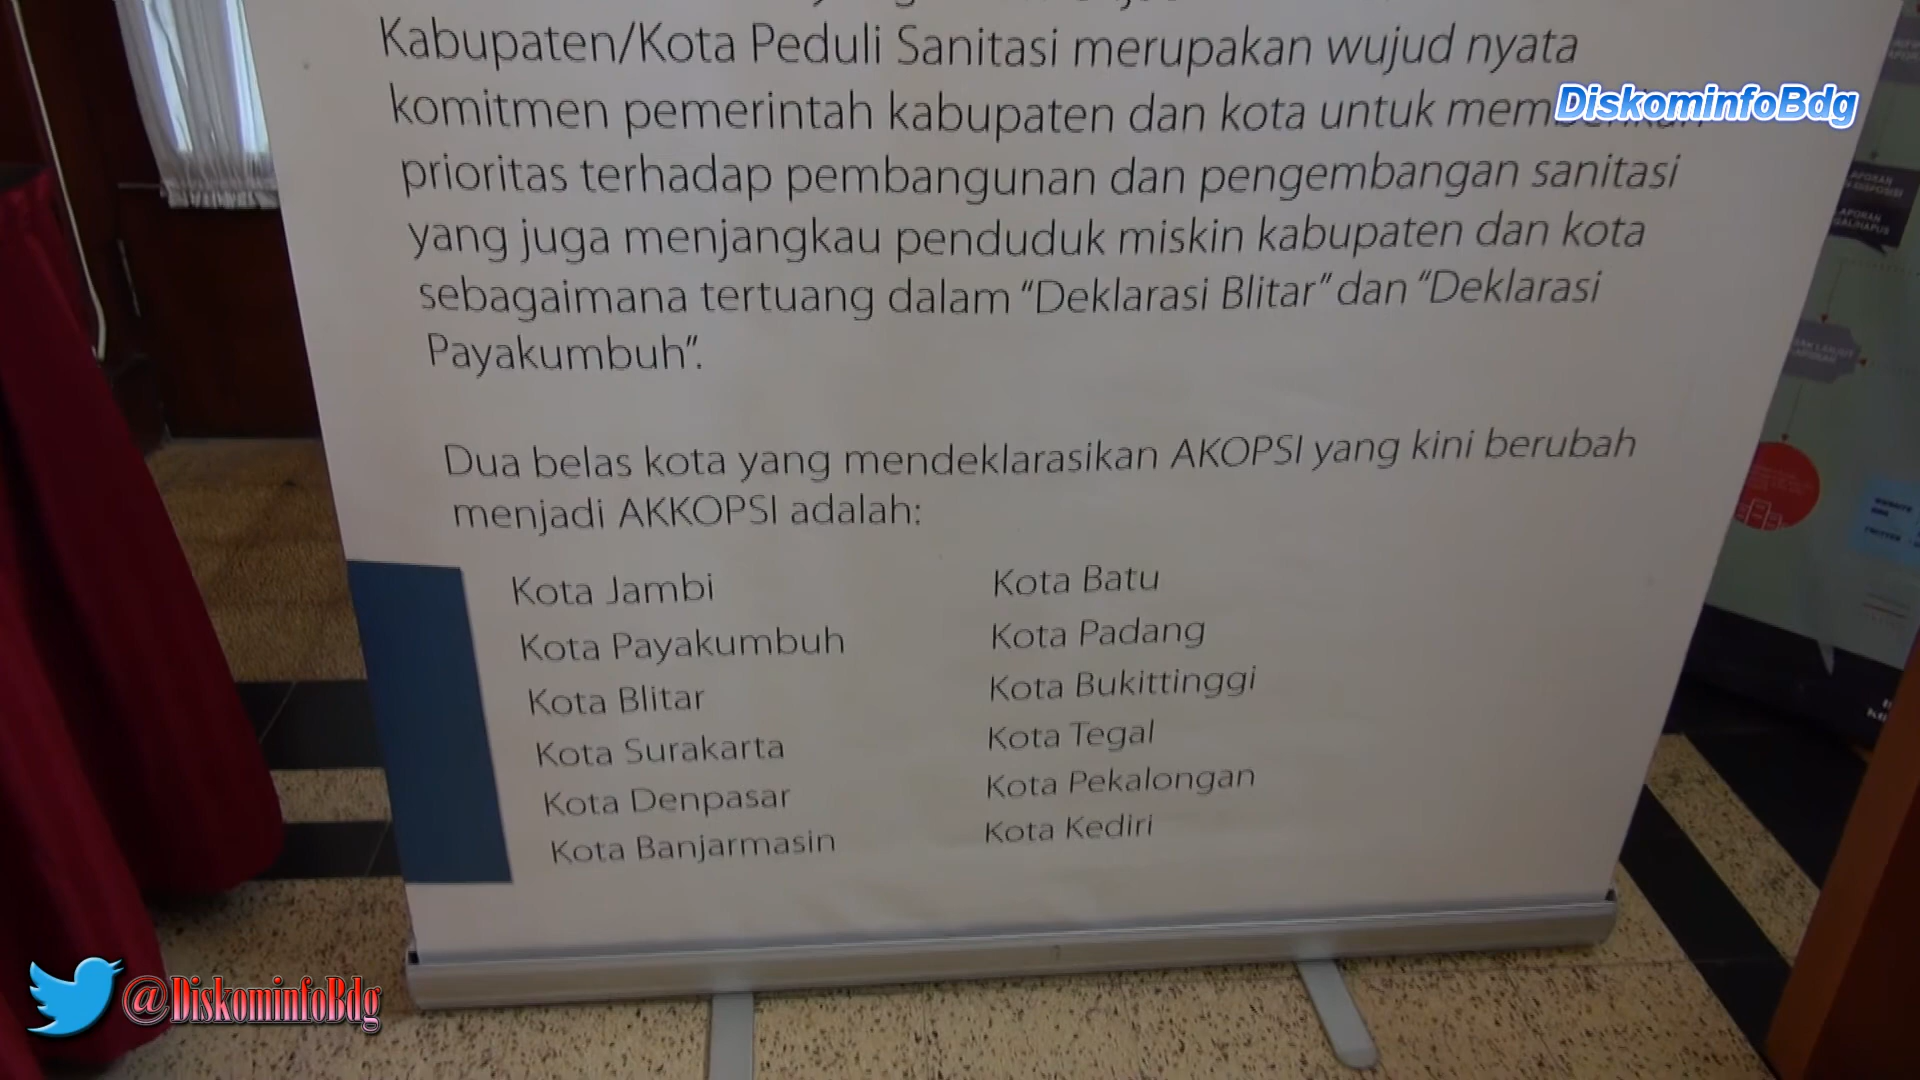 Kabupaten/Kota Peduli Sanitasi merupakan wujud nyata
komitmen pemerintah kabupaten dan kota untuk
prioritas terhadap pembangunan dan pengembangan sanitasi
yang juga menjangkau penduduk miskin kabupaten dan kota
sebagaimana tertuang dalam “Deklarasi Blitar” dan “Deklarasi
Payakumbuh”.
Dua belas kota yang mendeklarasikan AKOPSI yang kini berubah
menjadi AKKOPSI adalah:
Kota Jambi
Kota Payakumbuh
Kota Blitar
Kota Surakarta
Kota Denpasar
Kota Banjarmasin
Kota Batu
Kota Padang
Kota Bukittinggi
Kota Tegal
Kota Pekalongan
Kota Kediri
DiskominfoBdg
@DiskominfoBdg
LAPORAN
LAPORAN